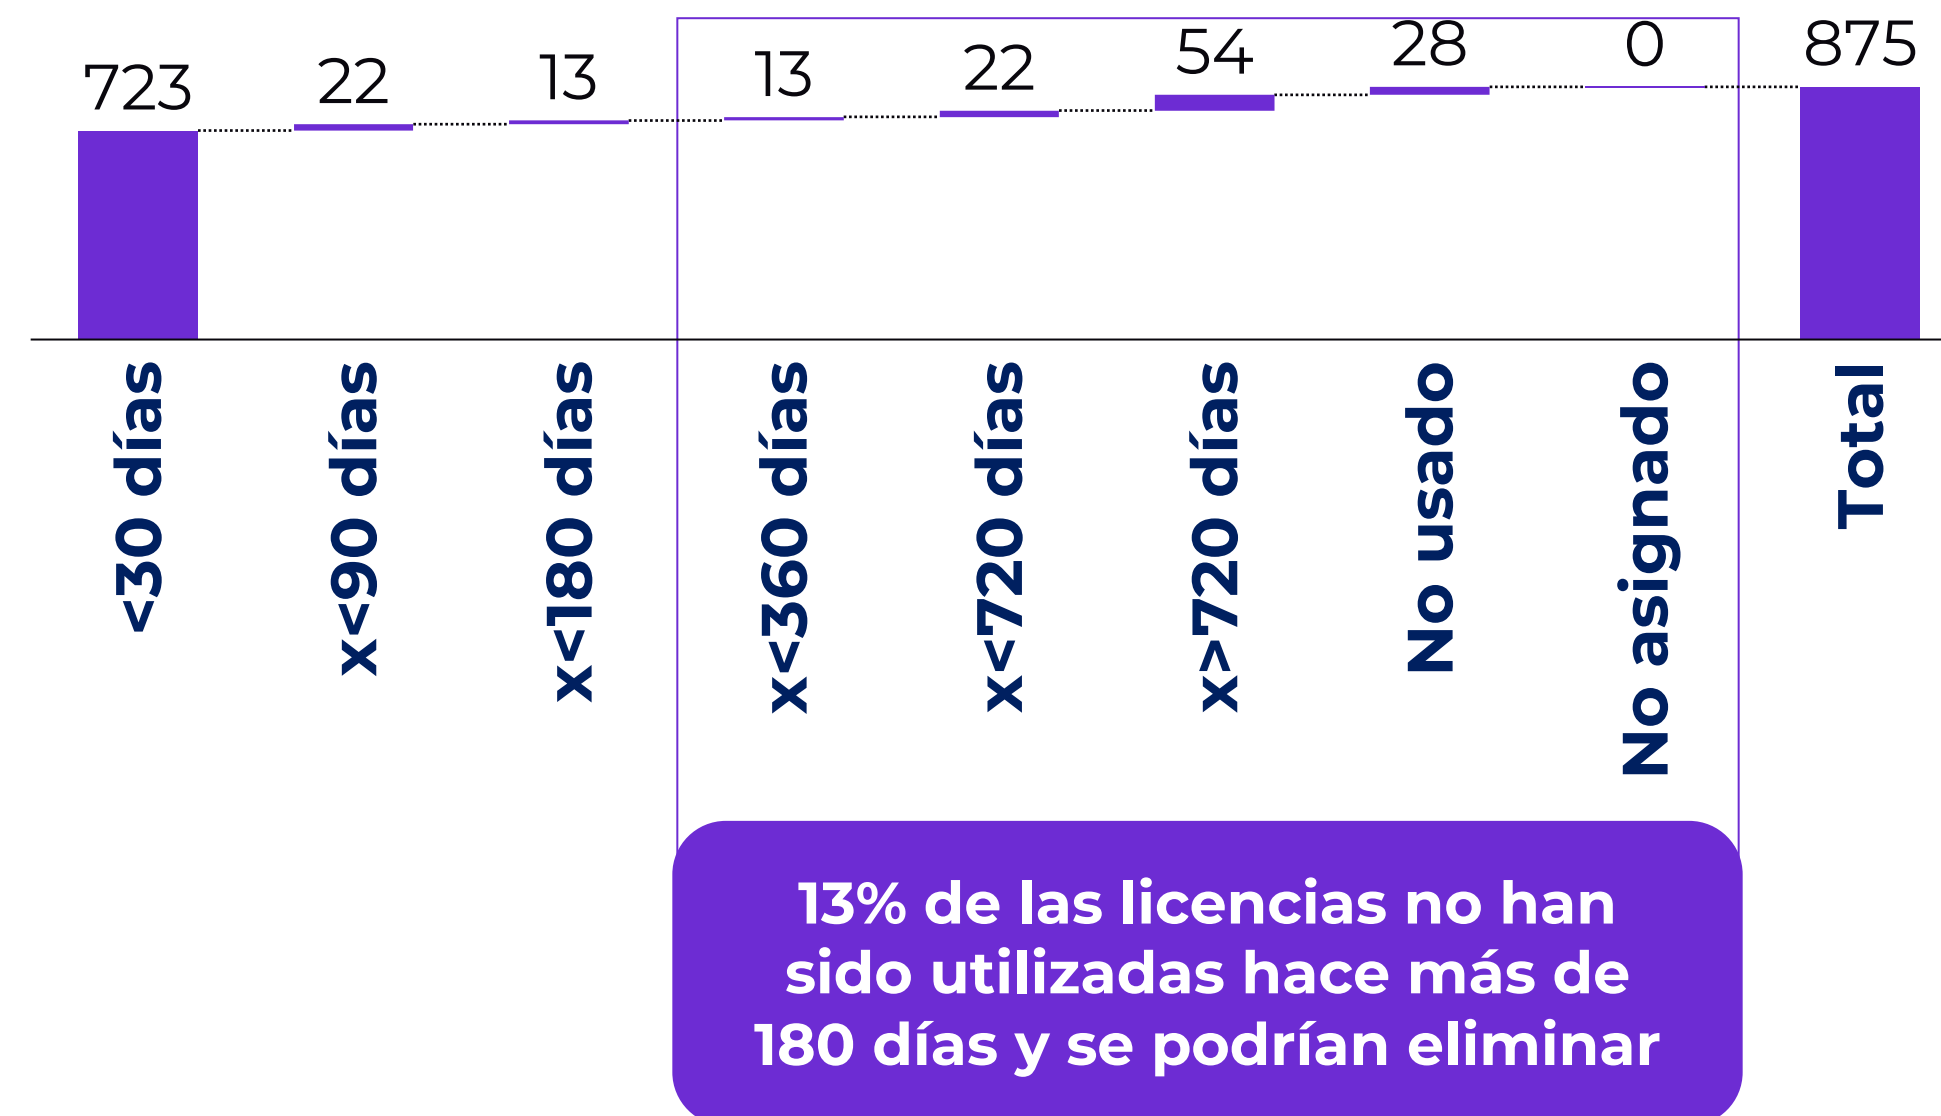 723
22
13
13
22
54
28
0
875
<30 días
x<90 días
x<180 días
x<360 días
x<720 días
x>720 días
No usado
No asignado
Total
13% de las licencias no han
sido utilizadas hace más de
180 días y se podrían eliminar